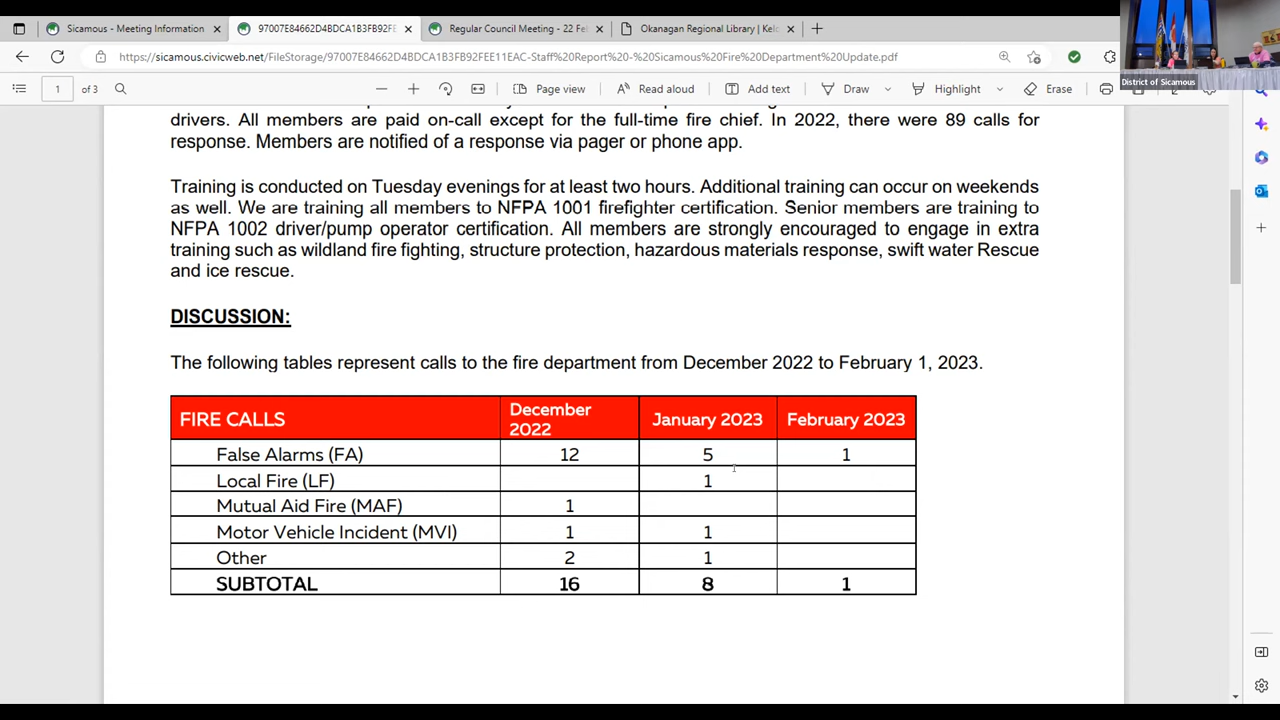 Sicamous - Meeting Information
97007E84662D4BDCA1B3FB92FE
Regular Council Meeting - 22 Fe
Okanagan Regional Library | Kelo
https://sicamous.civicweb.net/FileStorage/97007E84662D4BDCA1B3FB92FEE11EAC-Staff%20Report%20-%20Sicamous%20Fire%20Department%20Update.pdf
District of Sicamous
1 of 3
Page view
Read aloud
Add text
Draw
Highlight
Erase
drivers. All members are paid on-call except for the full-time fire chief. In 2022, there were 89 calls for
response. Members are notified of a response via pager or phone app.
Training is conducted on Tuesday evenings for at least two hours. Additional training can occur on weekends
as well. We are training all members to NFPA 1001 firefighter certification. Senior members are training to
NFPA 1002 driver/pump operator certification. All members are strongly encouraged to engage in extra
training such as wildland fire fighting, structure protection, hazardous materials response, swift water Rescue
and ice rescue.
DISCUSSION:
The following tables represent calls to the fire department from December 2022 to February 1, 2023.
FIRE CALLS December 2022 January 2023 February 2023
False Alarms (FA) 12 5 1
Local Fire (LF) 1
Mutual Aid Fire (MAF) 1
Motor Vehicle Incident (MVI) 1 1
Other 2 1
SUBTOTAL 16 8 1